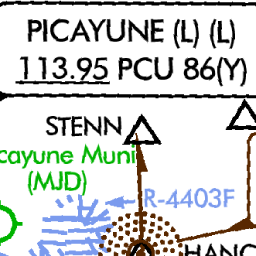 PICAYUNE (L) (L)
113.95 PCU 86(Y)
STENN
cayune Muni
(MJD)
R-4403F
HANC